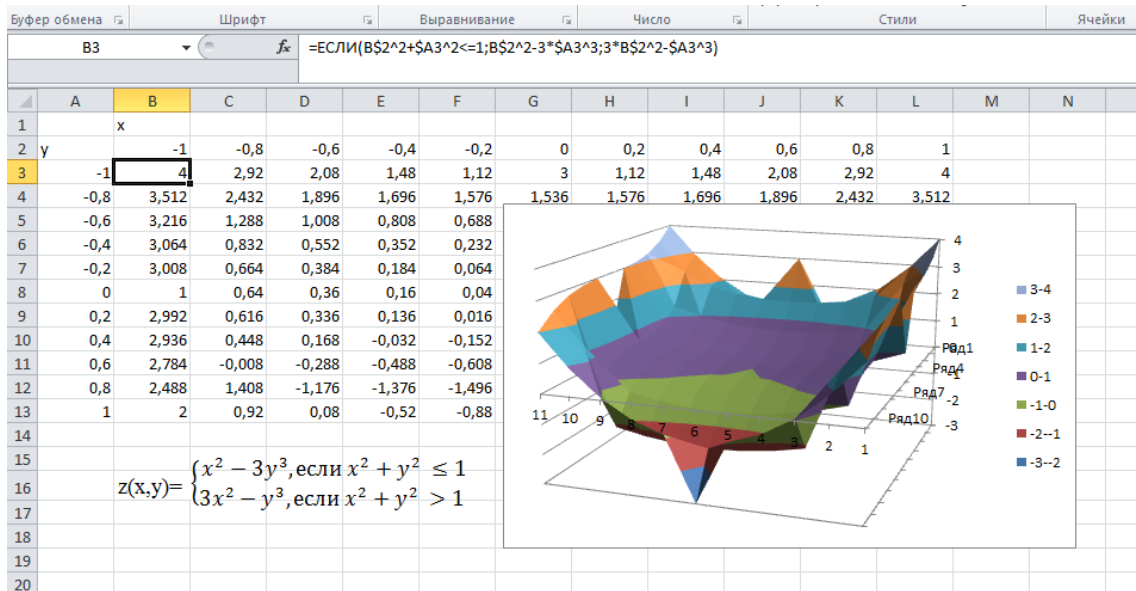 Буфер обмена Шрифт Выравнивание Число Стили Ячейки
B3 fx =ЕСЛИ(B$2^2+$A3^2<=1;B$2^2-3*$A3^3;3*B$2^2-$A3^3)
A B C D E F G H I J K L M N
1 x
2 y -1 -0,8 -0,6 -0,4 -0,2 0 0,2 0,4 0,6 0,8 1
3 -1 4 2,92 2,08 1,48 1,12 3 1,12 1,48 2,08 2,92 4
4 -0,8 3,512 2,432 1,896 1,696 1,576 1,536 1,576 1,696 1,896 2,432 3,512
5 -0,6 3,216 1,288 1,008 0,808 0,688
6 -0,4 3,064 0,832 0,552 0,352 0,232
7 -0,2 3,008 0,664 0,384 0,184 0,064
8 0 1 0,64 0,36 0,16 0,04
9 0,2 2,992 0,616 0,336 0,136 0,016
10 0,4 2,936 0,448 0,168 -0,032 -0,152
11 0,6 2,784 -0,008 -0,288 -0,488 -0,608
12 0,8 2,488 1,408 -1,176 -1,376 -1,496
13 1 2 0,92 0,08 -0,52 -0,88
14
15
16
17
18
19
20
z(x,y)= {x² − 3y³, если x² + y² ≤ 1
3x² − y³, если x² + y² > 1
4
3
2
1
0
-1
-2
-3
Ряд1
Ряд4
Ряд7
Ряд10
11 10 9 8 7 6 5 4 3 2 1
3-4
2-3
1-2
0-1
-1-0
-2--1
-3--2